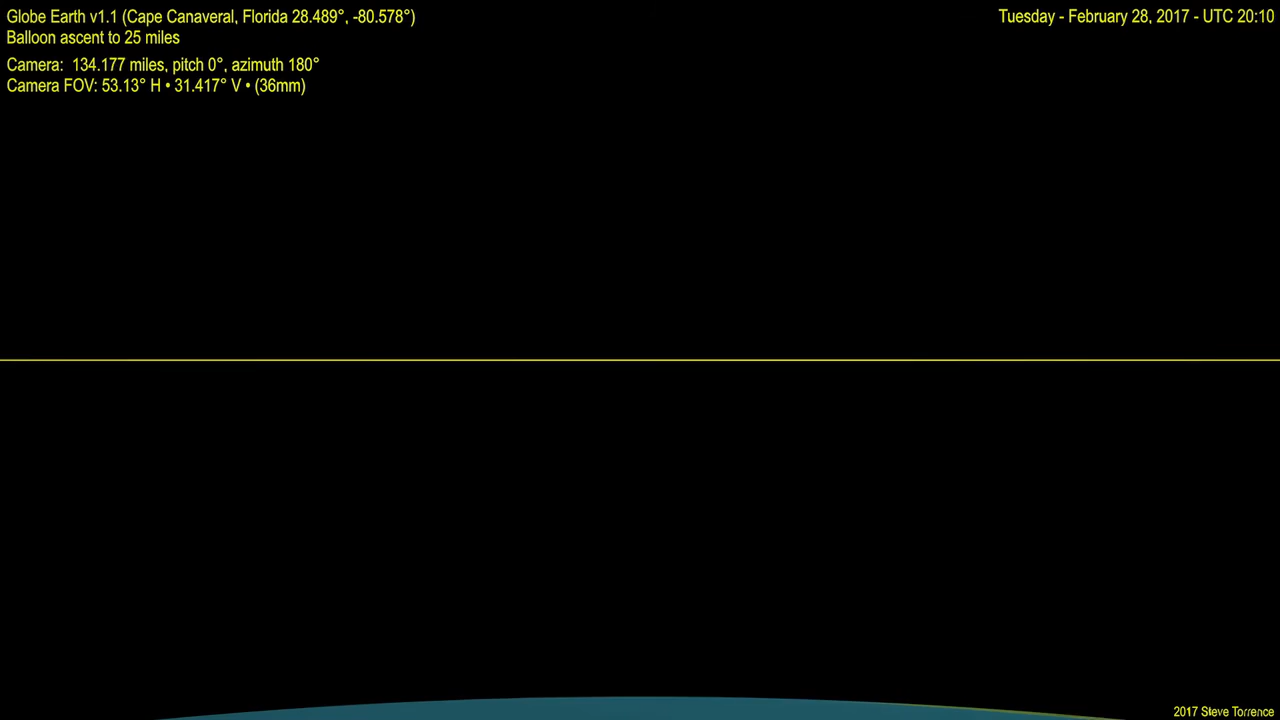 Globe Earth v1.1 (Cape Canaveral, Florida 28.489°, -80.578°)
Tuesday - February 28, 2017 - UTC 20:10
Balloon ascent to 25 miles
Camera:  134.177 miles, pitch 0°, azimuth 180°
Camera FOV: 53.13° H • 31.417° V • (36mm)
2017 Steve Torrence